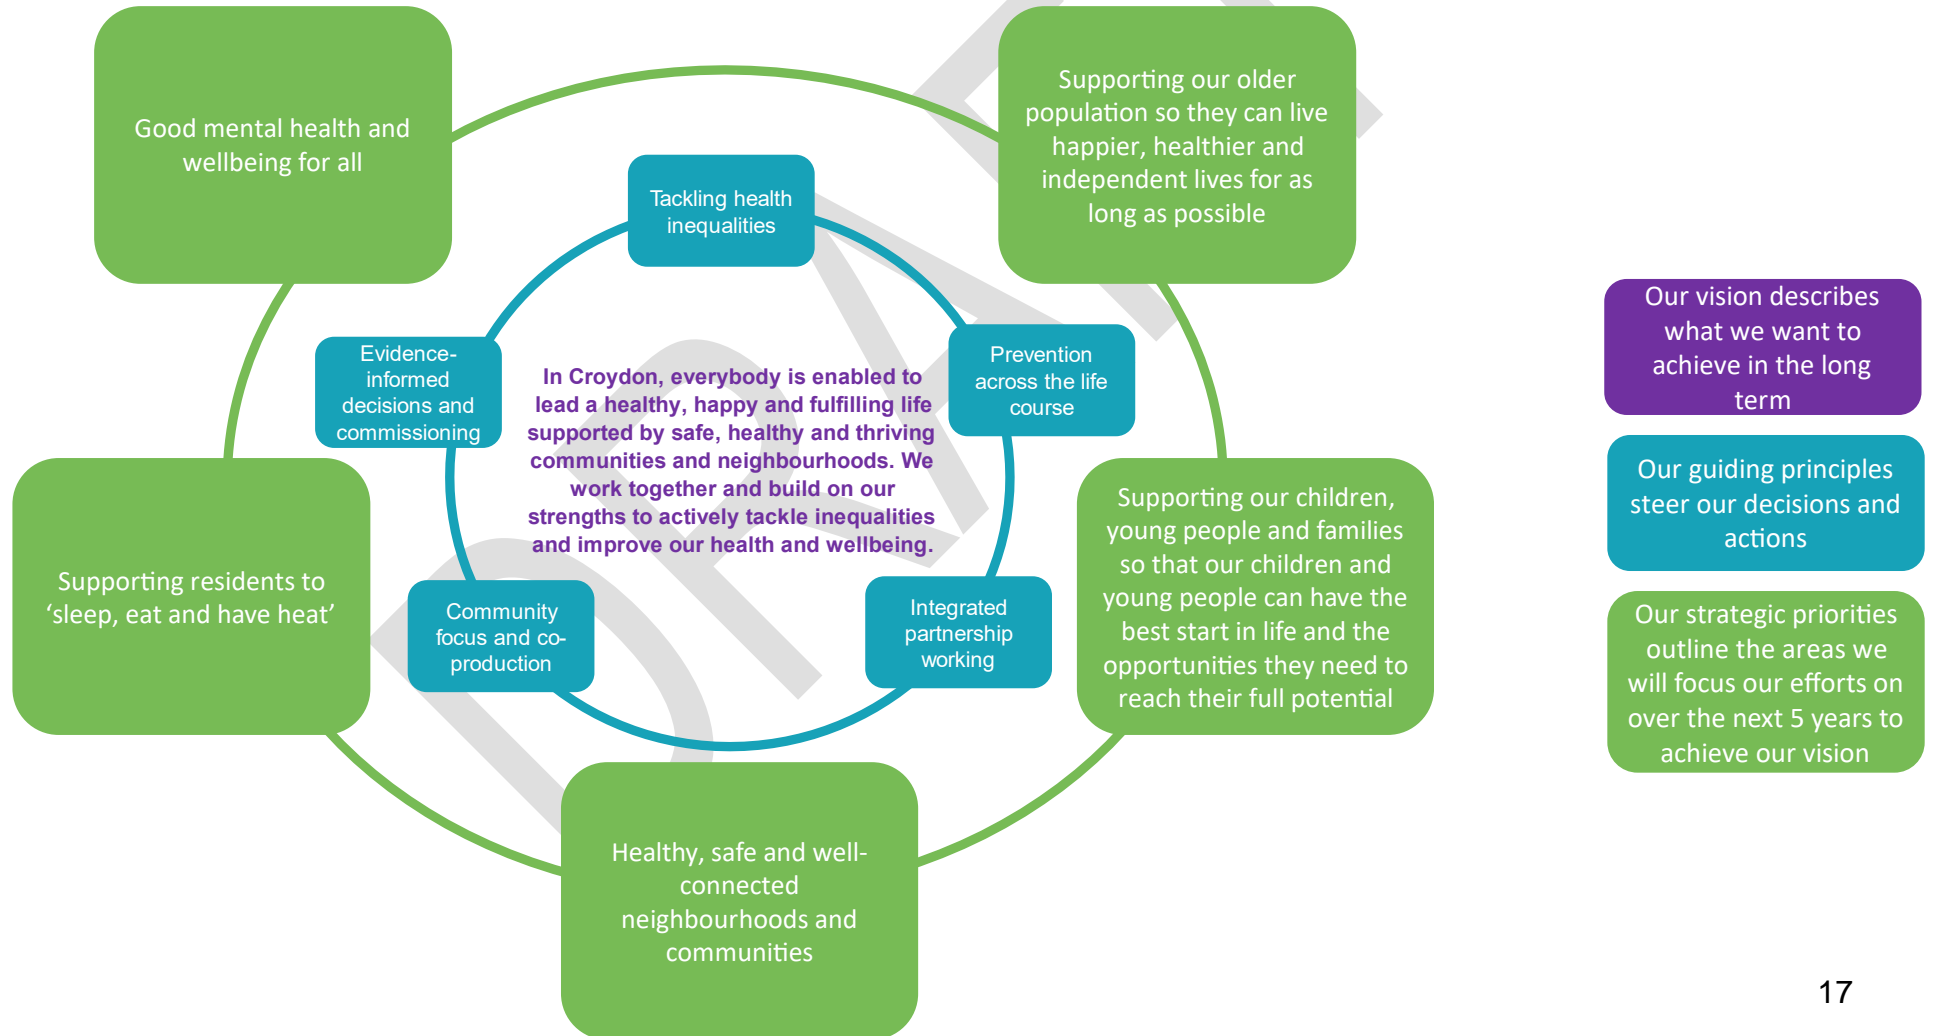 Good mental health and
wellbeing for all
Supporting our older
population so they can live
happier, healthier and
independent lives for as
long as possible
Tackling health
inequalities
Evidence-
informed
decisions and
commissioning
In Croydon, everybody is enabled to
lead a healthy, happy and fulfilling life
supported by safe, healthy and thriving
communities and neighbourhoods. We
work together and build on our
strengths to actively tackle inequalities
and improve our health and wellbeing.
Prevention
across the life
course
Supporting residents to
‘sleep, eat and have heat’
Community
focus and co-
production
Integrated
partnership
working
Supporting our children,
young people and families
so that our children and
young people can have the
best start in life and the
opportunities they need to
reach their full potential
Healthy, safe and well-
connected
neighbourhoods and
communities
Our vision describes
what we want to
achieve in the long
term
Our guiding principles
steer our decisions and
actions
Our strategic priorities
outline the areas we
will focus our efforts on
over the next 5 years to
achieve our vision
17